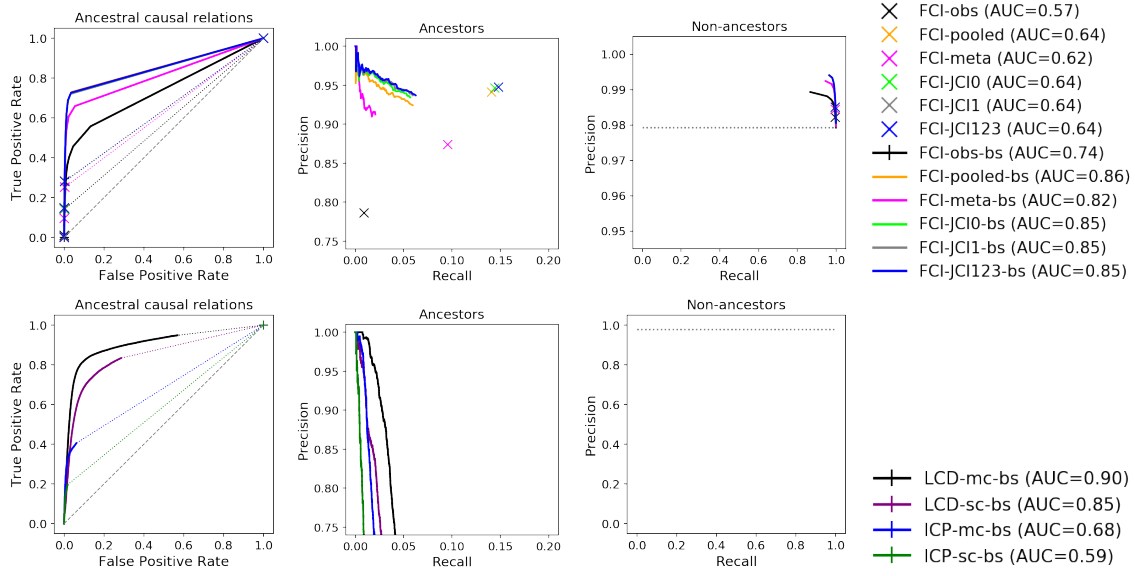 Ancestral causal relations
True Positive Rate
1.0
0.8
0.6
0.4
0.2
0.0
0.0 0.2 0.4 0.6 0.8 1.0
False Positive Rate
Ancestors
Precision
1.00
0.95
0.90
0.85
0.80
0.75
0.00 0.05 0.10 0.15 0.20
Recall
Non-ancestors
Precision
1.00
0.99
0.98
0.97
0.96
0.95
0.0 0.2 0.4 0.6 0.8 1.0
Recall
FCI-obs (AUC=0.57)
FCI-pooled (AUC=0.64)
FCI-meta (AUC=0.62)
FCI-JCI0 (AUC=0.64)
FCI-JCI1 (AUC=0.64)
FCI-JCI123 (AUC=0.64)
FCI-obs-bs (AUC=0.74)
FCI-pooled-bs (AUC=0.86)
FCI-meta-bs (AUC=0.82)
FCI-JCI0-bs (AUC=0.85)
FCI-JCI1-bs (AUC=0.85)
FCI-JCI123-bs (AUC=0.85)
Ancestral causal relations
True Positive Rate
1.0
0.8
0.6
0.4
0.2
0.0
0.0 0.2 0.4 0.6 0.8 1.0
False Positive Rate
Ancestors
Precision
1.00
0.95
0.90
0.85
0.80
0.75
0.00 0.05 0.10 0.15 0.20
Recall
Non-ancestors
Precision
1.0
0.8
0.6
0.4
0.2
0.0
0.0 0.2 0.4 0.6 0.8 1.0
Recall
LCD-mc-bs (AUC=0.90)
LCD-sc-bs (AUC=0.85)
ICP-mc-bs (AUC=0.68)
ICP-sc-bs (AUC=0.59)